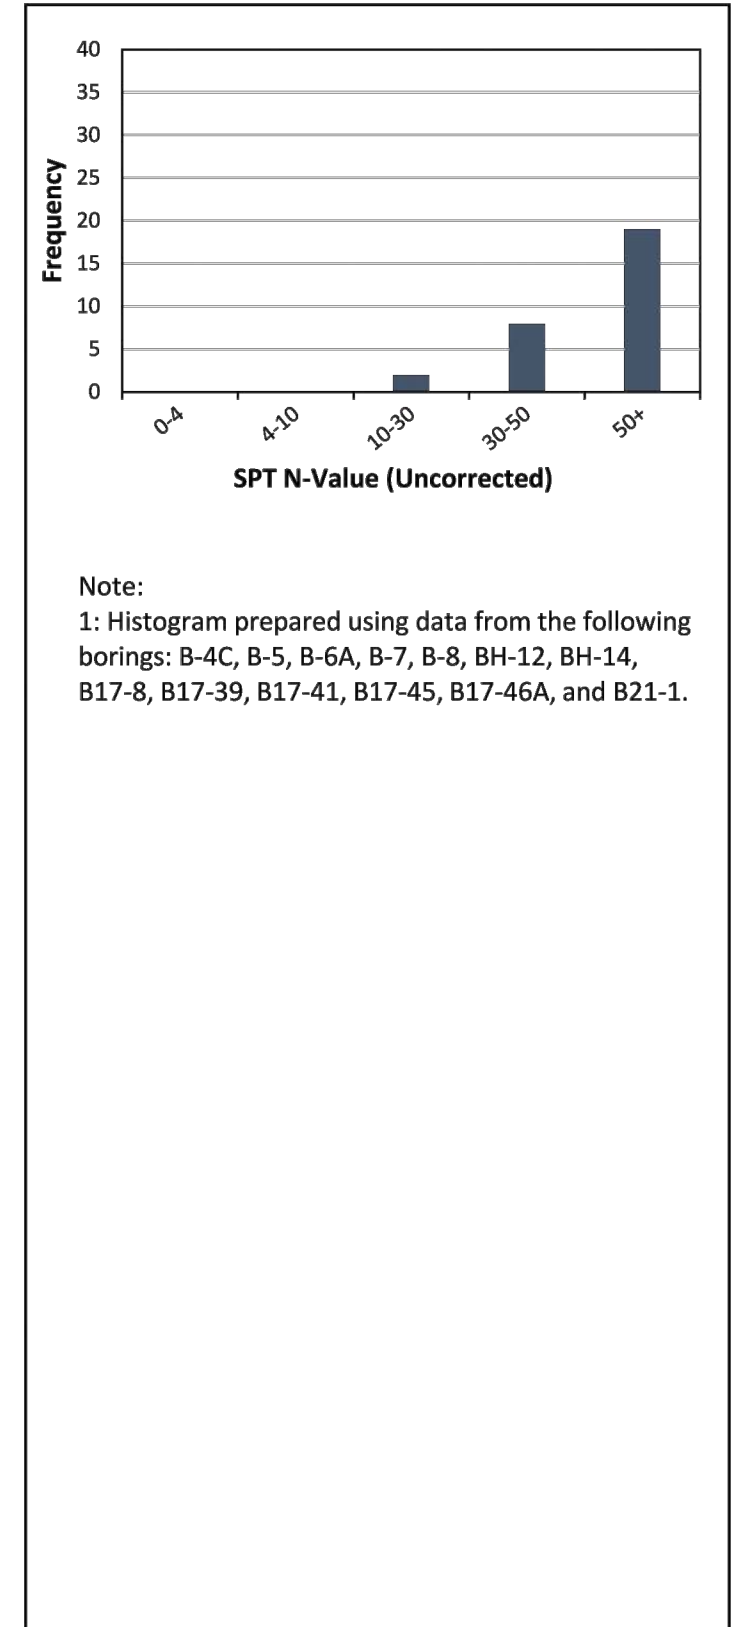 40
35
30
25
20
15
10
5
0
Frequency
0-4
4-10
10-30
30-50
50+
SPT N-Value (Uncorrected)
Note:
1: Histogram prepared using data from the following
borings: B-4C, B-5, B-6A, B-7, B-8, BH-12, BH-14,
B17-8, B17-39, B17-41, B17-45, B17-46A, and B21-1.